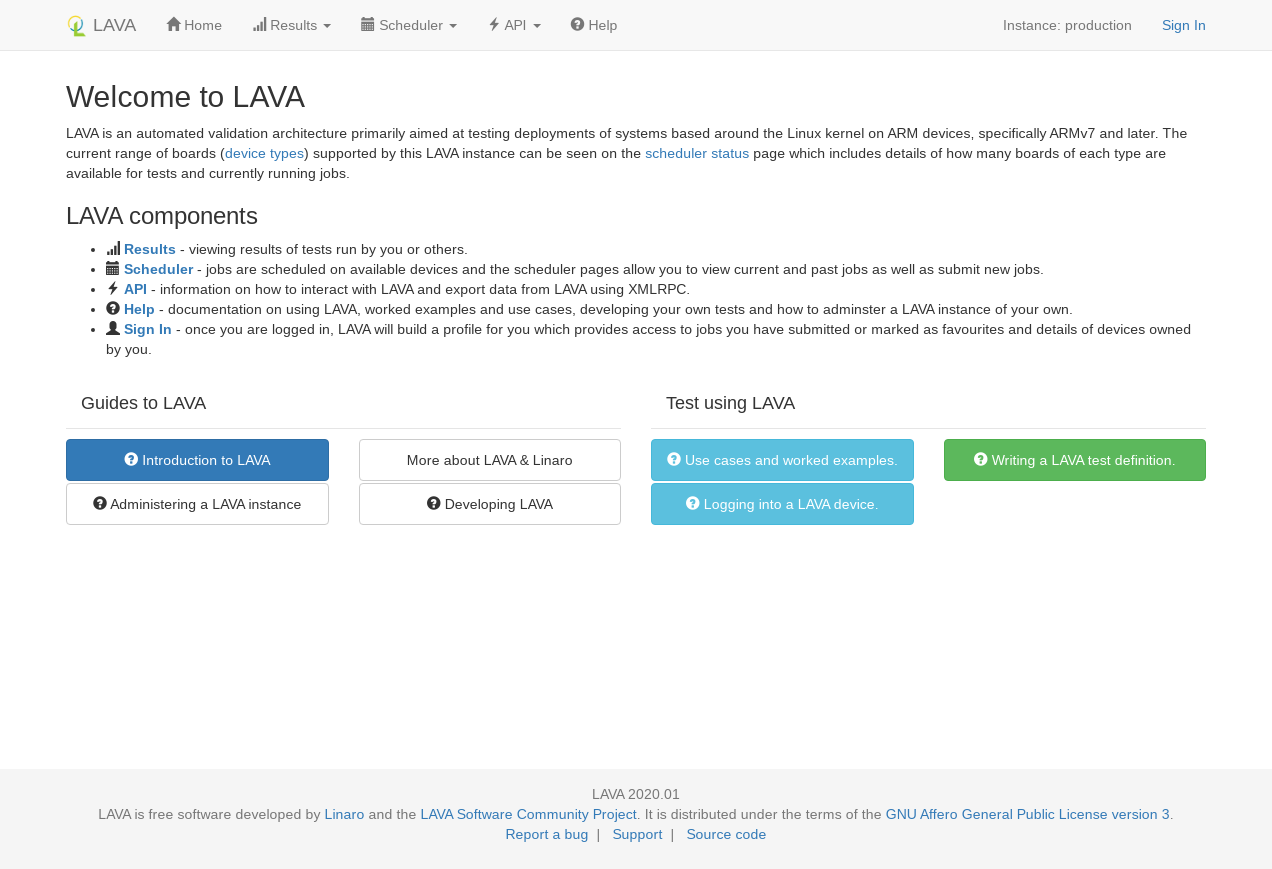 LAVA Home Results Scheduler API Help Instance: production Sign In
Welcome to LAVA
LAVA is an automated validation architecture primarily aimed at testing deployments of systems based around the Linux kernel on ARM devices, specifically ARMv7 and later. The
current range of boards (device types) supported by this LAVA instance can be seen on the scheduler status page which includes details of how many boards of each type are
available for tests and currently running jobs.
LAVA components
Results - viewing results of tests run by you or others.
Scheduler - jobs are scheduled on available devices and the scheduler pages allow you to view current and past jobs as well as submit new jobs.
API - information on how to interact with LAVA and export data from LAVA using XMLRPC.
Help - documentation on using LAVA, worked examples and use cases, developing your own tests and how to adminster a LAVA instance of your own.
Sign In - once you are logged in, LAVA will build a profile for you which provides access to jobs you have submitted or marked as favourites and details of devices owned
by you.
Guides to LAVA
Introduction to LAVA
More about LAVA & Linaro
Administering a LAVA instance
Developing LAVA
Test using LAVA
Use cases and worked examples.
Writing a LAVA test definition.
Logging into a LAVA device.
LAVA 2020.01
LAVA is free software developed by Linaro and the LAVA Software Community Project. It is distributed under the terms of the GNU Affero General Public License version 3.
Report a bug | Support | Source code